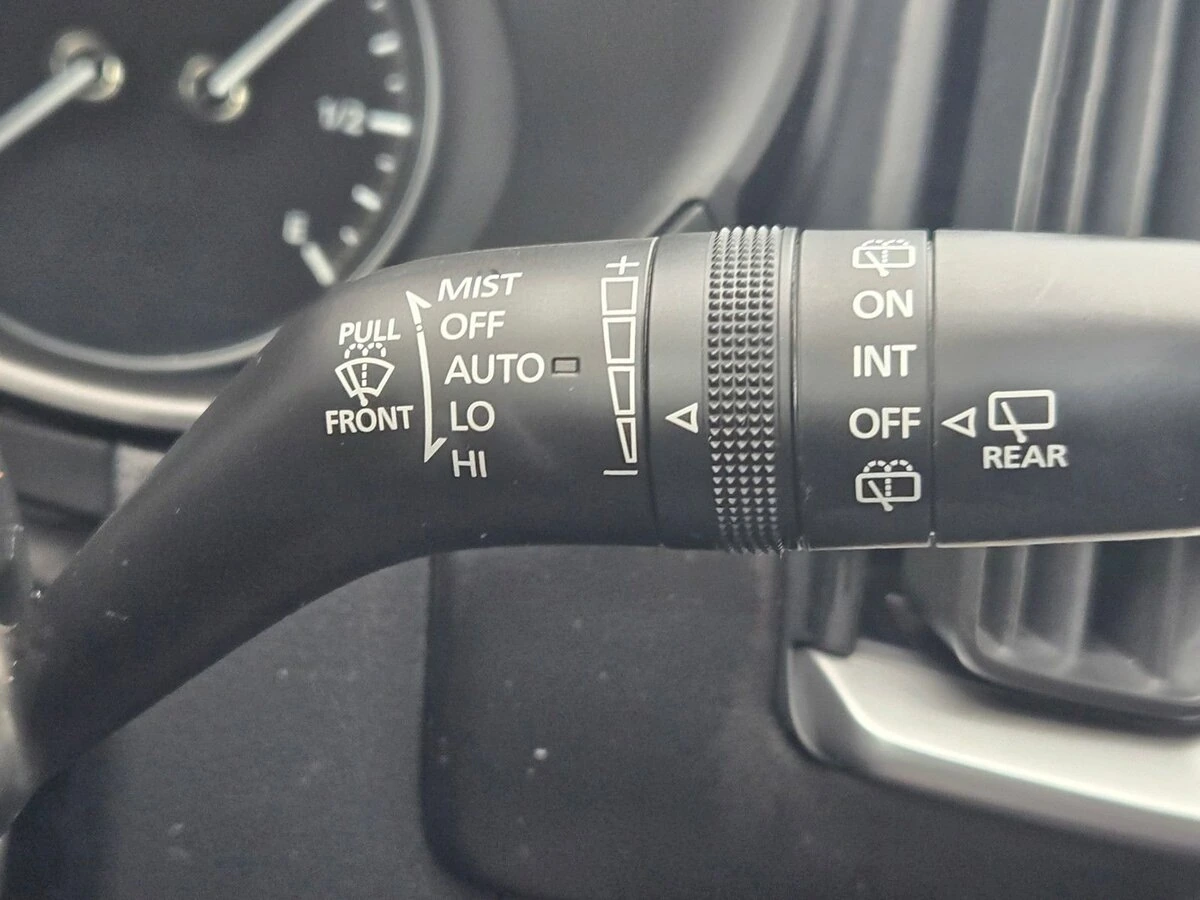 1/2
E
MIST
OFF
AUTO
LO
HI
PULL
FRONT
+
-
ON
INT
OFF
REAR